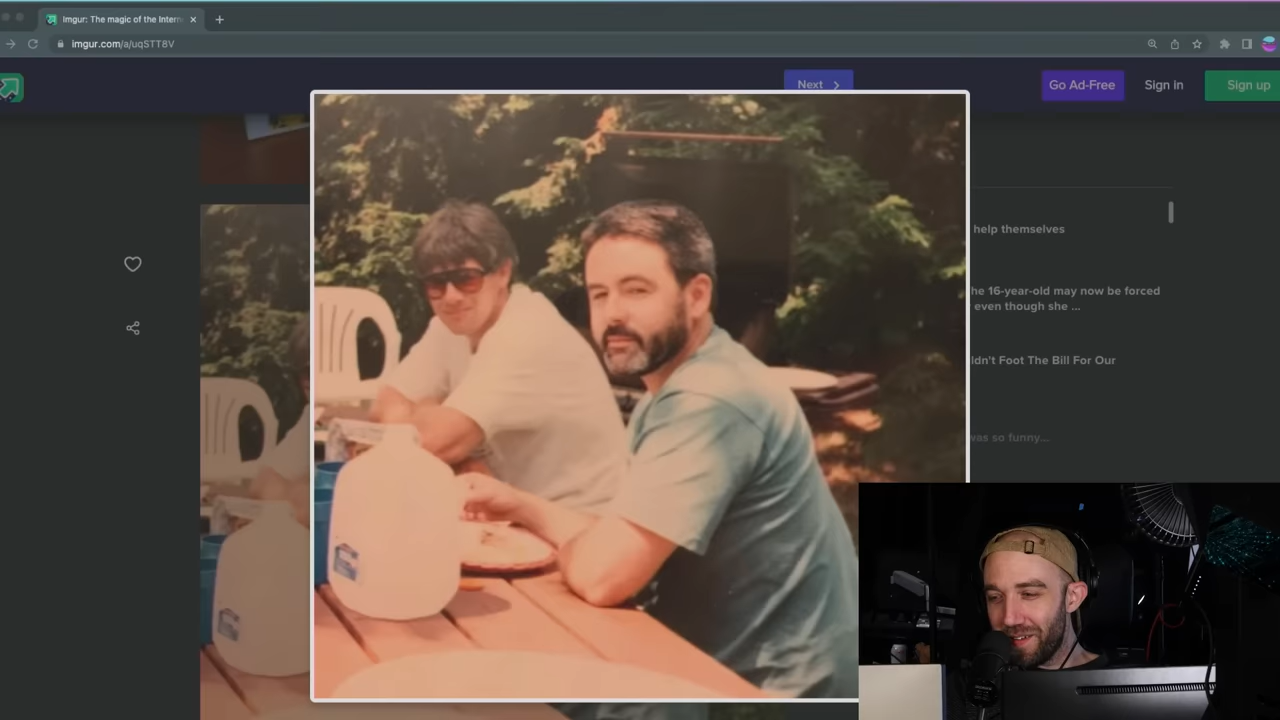 Imgur: The magic of the Intern
imgur.com/a/uqSTT8V
Next
Go Ad-Free
Sign in
Sign up
help themselves
he 16-year-old may now be forced
even though she ...
ldn't Foot The Bill For Our
was so funny...